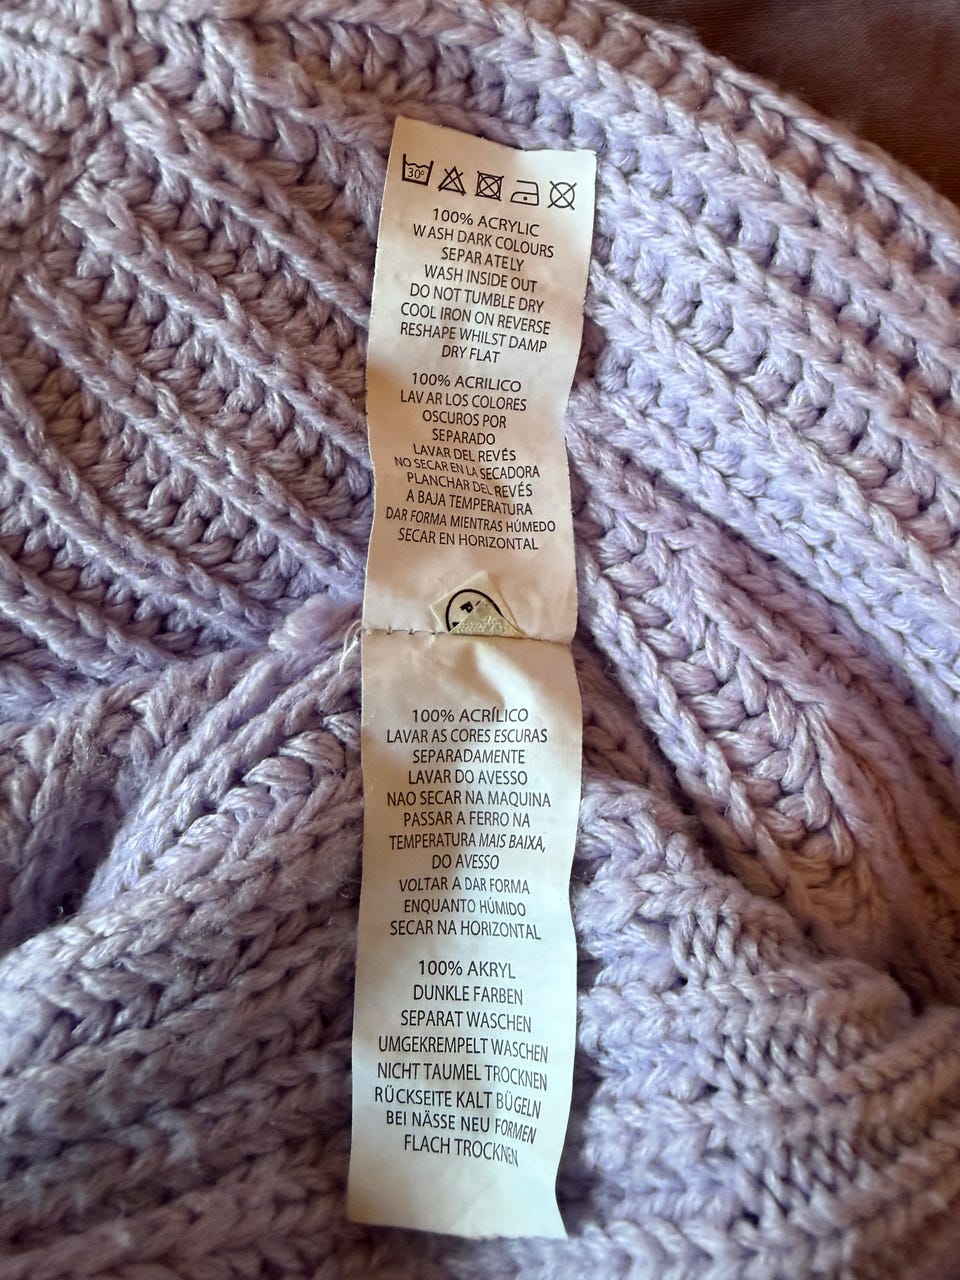 30°
100% ACRYLIC
WASH DARK COLOURS
SEPARATELY
WASH INSIDE OUT
DO NOT TUMBLE DRY
COOL IRON ON REVERSE
RESHAPE WHILST DAMP
DRY FLAT
100% ACRILICO
LAVAR LOS COLORES
OSCUROS POR
SEPARADO
LAVAR DEL REVÉS
NO SECAR EN LA SECADORA
PLANCHAR DEL REVÉS
A BAJA TEMPERATURA
DAR FORMA MIENTRAS HÚMEDO
SECAR EN HORIZONTAL
100% ACRÍLICO
LAVAR AS CORES ESCURAS
SEPARADAMENTE
LAVAR DO AVESSO
NAO SECAR NA MAQUINA
PASSAR A FERRO NA
TEMPERATURA MAIS BAIXA,
DO AVESSO
VOLTAR A DAR FORMA
ENQUANTO HÚMIDO
SECAR NA HORIZONTAL
100% AKRYL
DUNKLE FARBEN
SEPARAT WASCHEN
UMGEKREMPELT WASCHEN
NICHT TAUMEL TROCKNEN
RÜCKSEITE KALT BÜGELN
BEI NÄSSE NEU FORMEN
FLACH TROCKNEN